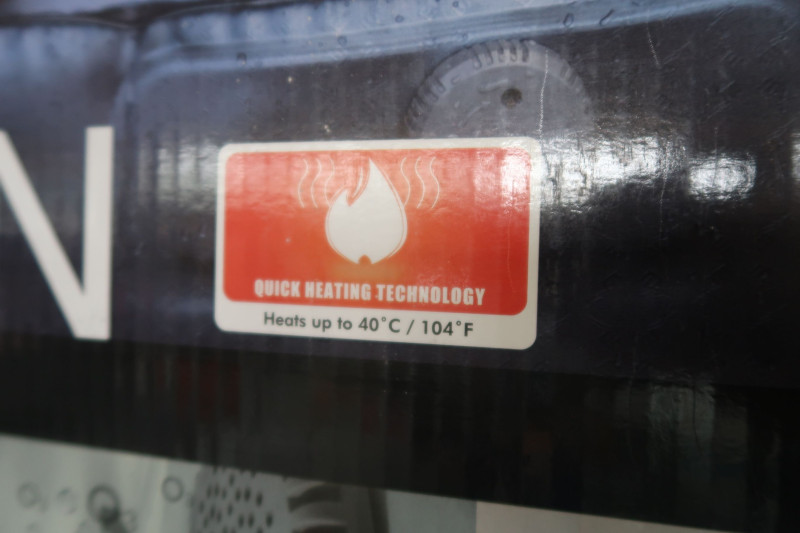 N
QUICK HEATING TECHNOLOGY
Heats up to 40°C / 104°F